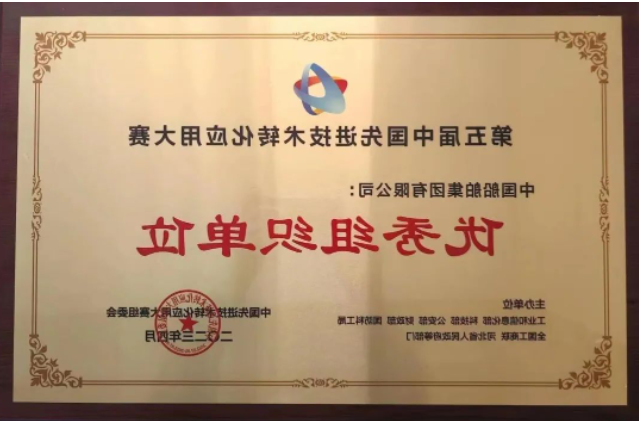 第五届中国先进技术转化应用大赛
中国船舶集团有限公司：
优秀组织单位
主办单位
工业和信息化部 科技部 公安部 财政部 国防科工局
全国工商联 河北省人民政府等部门
中国先进技术转化应用大赛组委会
二〇二三年四月